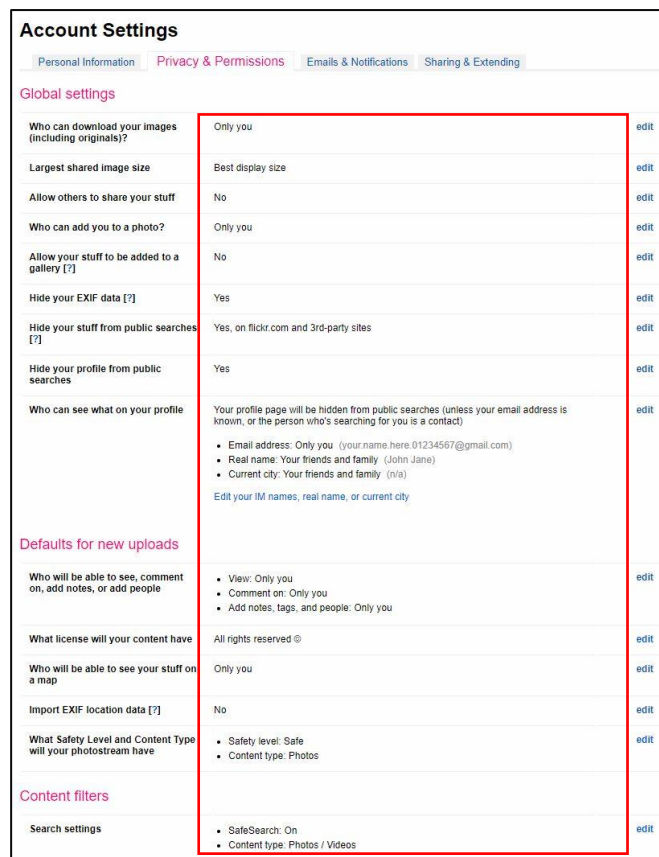 Account Settings
Personal Information Privacy & Permissions Emails & Notifications Sharing & Extending
Global settings
Who can download your images (including originals)? Only you edit
Largest shared image size Best display size edit
Allow others to share your stuff No edit
Who can add you to a photo? Only you edit
Allow your stuff to be added to a gallery [?] No edit
Hide your EXIF data [?] Yes edit
Hide your stuff from public searches [?] Yes, on flickr.com and 3rd-party sites edit
Hide your profile from public searches Yes edit
Who can see what on your profile Your profile page will be hidden from public searches (unless your email address is edit
known, or the person who's searching for you is a contact)
• Email address: Only you (your.name.here.01234567@gmail.com)
• Real name: Your friends and family (John Jane)
• Current city: Your friends and family (n/a)
Edit your IM names, real name, or current city
Defaults for new uploads
Who will be able to see, comment on, add notes, or add people • View: Only you edit
• Comment on: Only you
• Add notes, tags, and people: Only you
What license will your content have All rights reserved © edit
Who will be able to see your stuff on a map Only you edit
Import EXIF location data [?] No edit
What Safety Level and Content Type will your photostream have • Safety level: Safe edit
• Content type: Photos
Content filters
Search settings • SafeSearch: On edit
• Content type: Photos / Videos